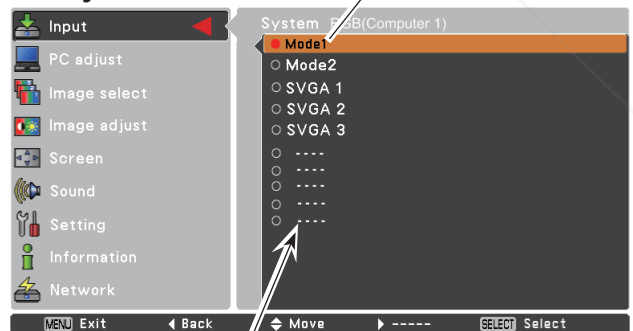 Input
PC adjust
Image select
Image adjust
Screen
Sound
Setting
Information
Network
System RGB(Computer 1)
Mode1
Mode2
SVGA 1
SVGA 2
SVGA 3
----
----
----
----
----
MENU Exit ◀ Back Move ▶ ----- SELECT Select